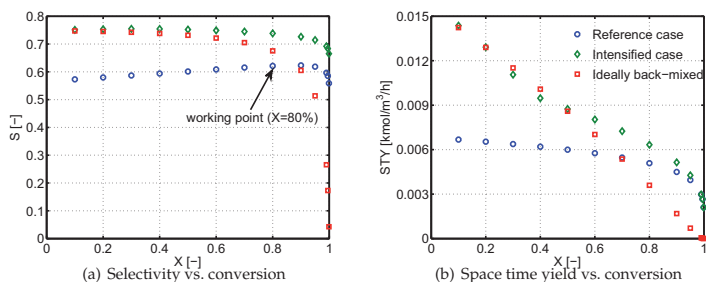 0.8
0.7
0.6
0.5
0.4
0.3
0.2
0.1
0
S [−]
0 0.2 0.4 0.6 0.8 1
X [−]
working point (X=80%)
(a) Selectivity vs. conversion
0.015
0.012
0.009
0.006
0.003
0
STY [kmol/m³/h]
0 0.2 0.4 0.6 0.8 1
X [−]
Reference case
Intensified case
Ideally back−mixed
(b) Space time yield vs. conversion